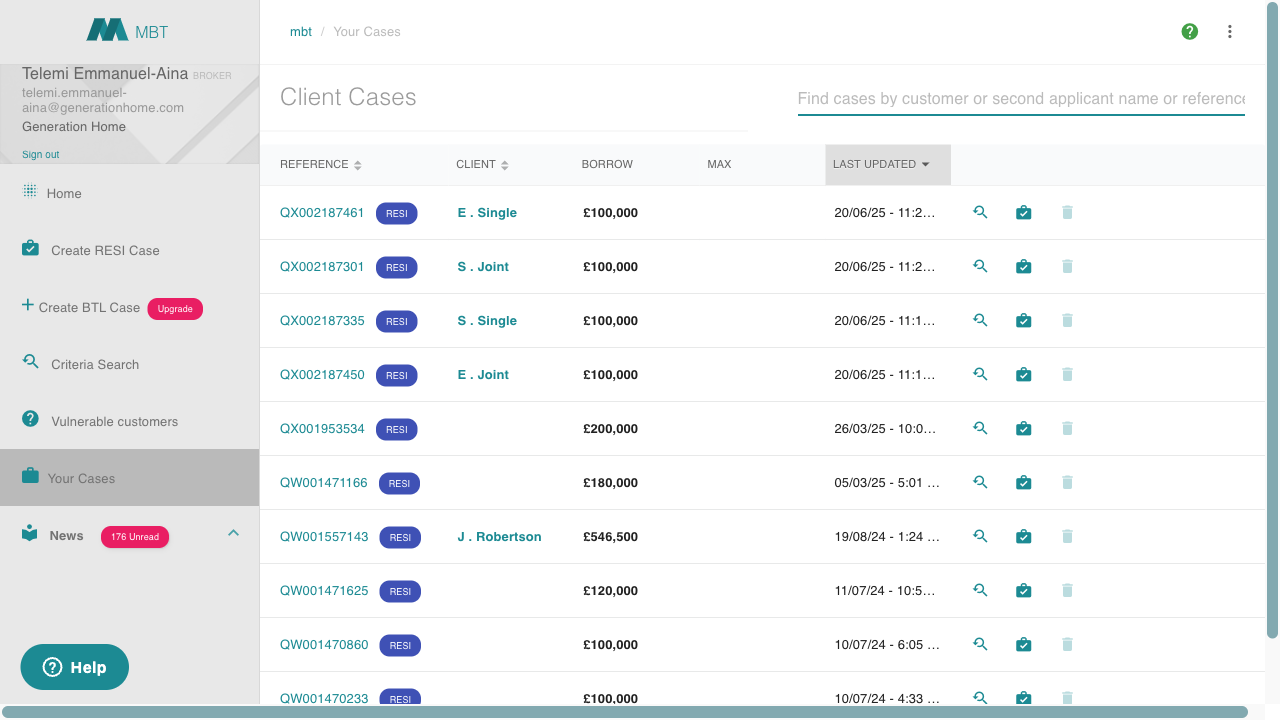 MBT
mbt / Your Cases
Telemi Emmanuel-Aina BROKER
telemi.emmanuel-
aina@generationhome.com
Generation Home
Sign out
Home
Create RESI Case
Create BTL Case Upgrade
Criteria Search
Vulnerable customers
Your Cases
News 176 Unread
Help
Client Cases
Find cases by customer or second applicant name or reference
REFERENCE CLIENT BORROW MAX LAST UPDATED
QX002187461 RESI E . Single £100,000 20/06/25 - 11:2...
QX002187301 RESI S . Joint £100,000 20/06/25 - 11:2...
QX002187335 RESI S . Single £100,000 20/06/25 - 11:1...
QX002187450 RESI E . Joint £100,000 20/06/25 - 11:1...
QX001953534 RESI £200,000 26/03/25 - 10:0...
QW001471166 RESI £180,000 05/03/25 - 5:01 ...
QW001557143 RESI J . Robertson £546,500 19/08/24 - 1:24 ...
QW001471625 RESI £120,000 11/07/24 - 10:5...
QW001470860 RESI £100,000 10/07/24 - 6:05 ...
QW001470233 RESI £100,000 10/07/24 - 4:33 ...